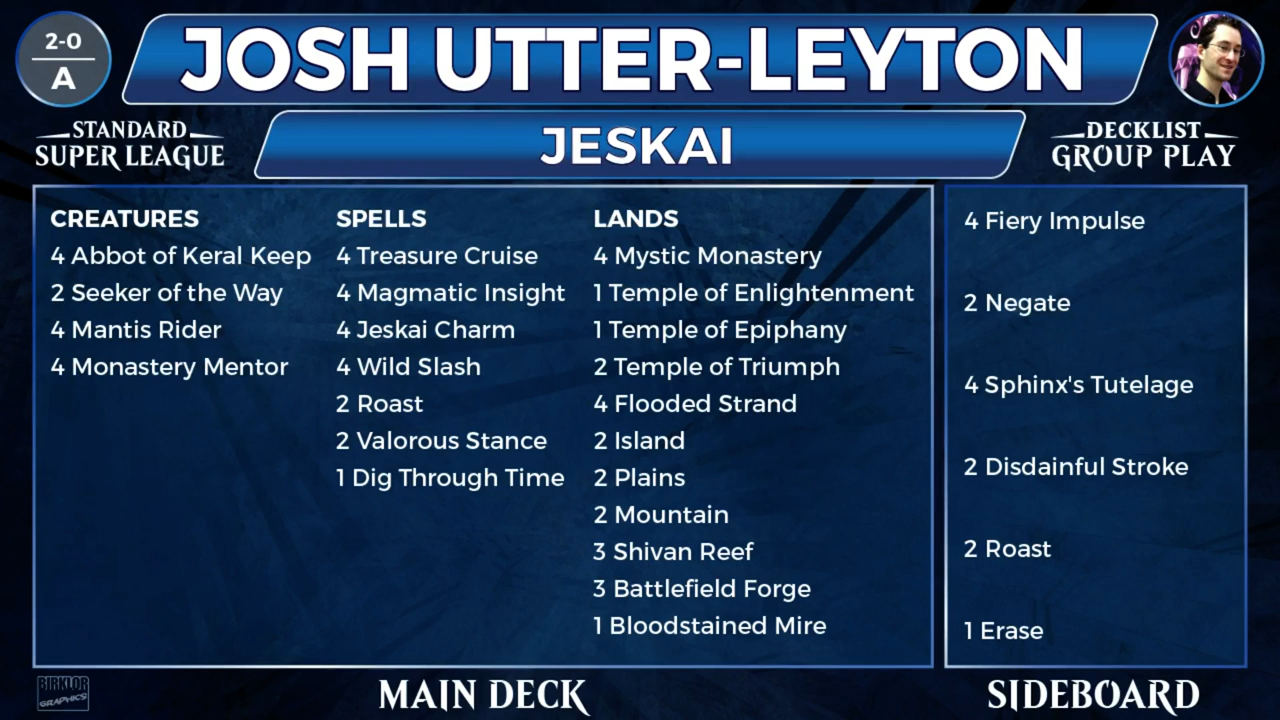 2-0
A
JOSH UTTER-LEYTON
STANDARD
SUPER LEAGUE
JESKAI
DECKLIST
GROUP PLAY
CREATURES
4 Abbot of Keral Keep
2 Seeker of the Way
4 Mantis Rider
4 Monastery Mentor
SPELLS
4 Treasure Cruise
4 Magmatic Insight
4 Jeskai Charm
4 Wild Slash
2 Roast
2 Valorous Stance
1 Dig Through Time
LANDS
4 Mystic Monastery
1 Temple of Enlightenment
1 Temple of Epiphany
2 Temple of Triumph
4 Flooded Strand
2 Island
2 Plains
2 Mountain
3 Shivan Reef
3 Battlefield Forge
1 Bloodstained Mire
4 Fiery Impulse
2 Negate
4 Sphinx's Tutelage
2 Disdainful Stroke
2 Roast
1 Erase
BIRKLOR
GRAPHICS
MAIN DECK
SIDEBOARD